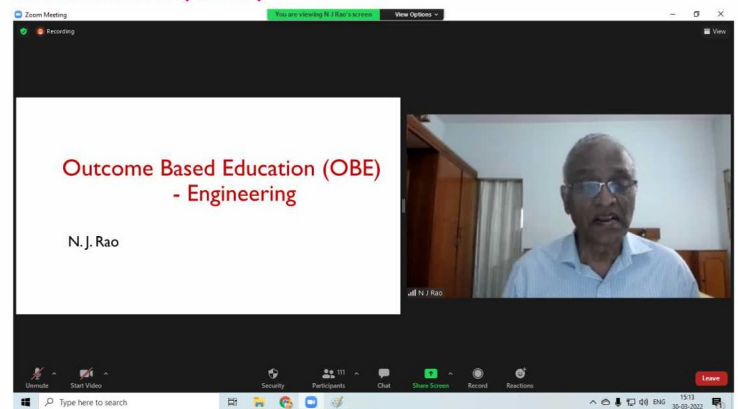 Zoom Meeting
You are viewing N J Rao's screen
View Options
Recording
View
Outcome Based Education (OBE)
- Engineering
N. J. Rao
N J Rao
Unmute
Start Video
Security
111
Participants
Chat
Share Screen
Record
Reactions
Leave
Type here to search
ENG
15:13
30-03-2022